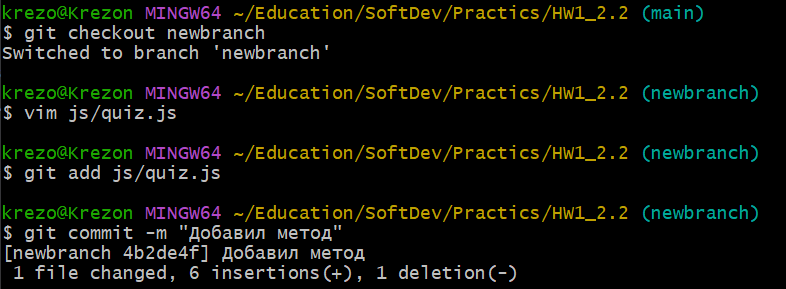 krezo@Krezon MINGW64 ~/Education/SoftDev/Practics/HW1_2.2 (main)
$ git checkout newbranch
Switched to branch 'newbranch'
krezo@Krezon MINGW64 ~/Education/SoftDev/Practics/HW1_2.2 (newbranch)
$ vim js/quiz.js
krezo@Krezon MINGW64 ~/Education/SoftDev/Practics/HW1_2.2 (newbranch)
$ git add js/quiz.js
krezo@Krezon MINGW64 ~/Education/SoftDev/Practics/HW1_2.2 (newbranch)
$ git commit -m "Добавил метод"
[newbranch 4b2de4f] Добавил метод
 1 file changed, 6 insertions(+), 1 deletion(-)